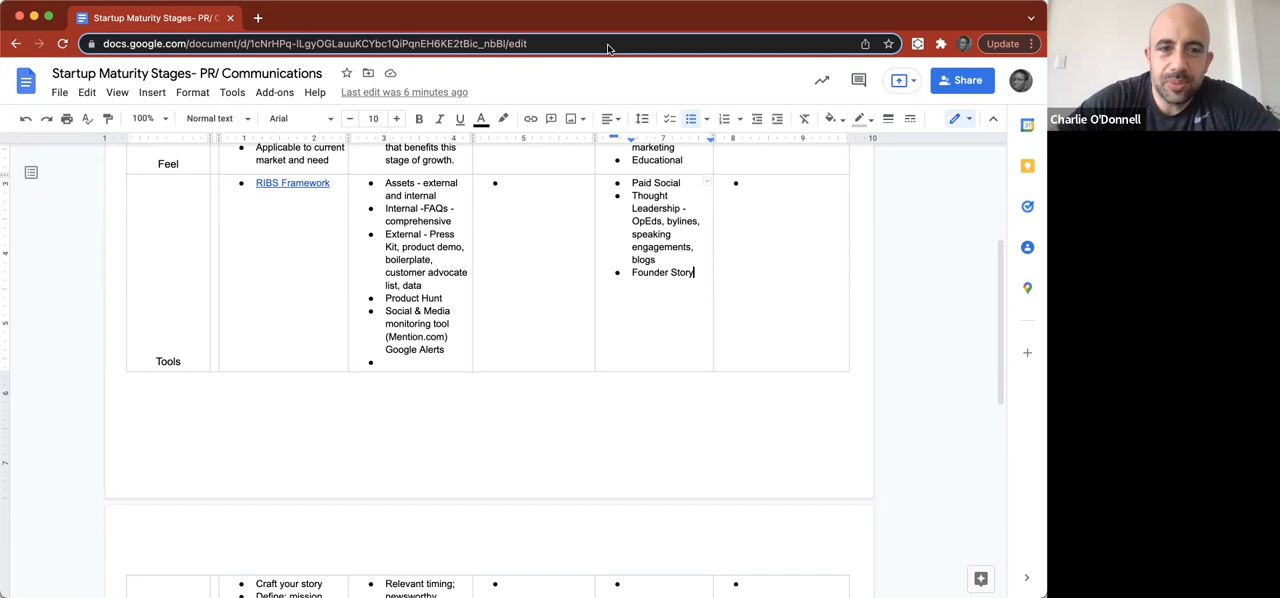 Startup Maturity Stages- PR/ C
docs.google.com/document/d/1cNrHPq-lLgyOGLauuKCYbc1QiPqnEH6KE2tBic_nbBI/edit
Update
Startup Maturity Stages- PR/ Communications
File Edit View Insert Format Tools Add-ons Help Last edit was 6 minutes ago
Share
100% Normal text Arial 10
Charlie O'Donnell
Feel
Applicable to current
market and need
that benefits this
stage of growth.
marketing
Educational
Tools
RIBS Framework
Assets - external
and internal
Internal -FAQs -
comprehensive
External - Press
Kit, product demo,
boilerplate,
customer advocate
list, data
Product Hunt
Social & Media
monitoring tool
(Mention.com)
Google Alerts
Paid Social
Thought
Leadership -
OpEds, bylines,
speaking
engagements,
blogs
Founder Story
Craft your story
Define: mission
Relevant timing;
newsworthy